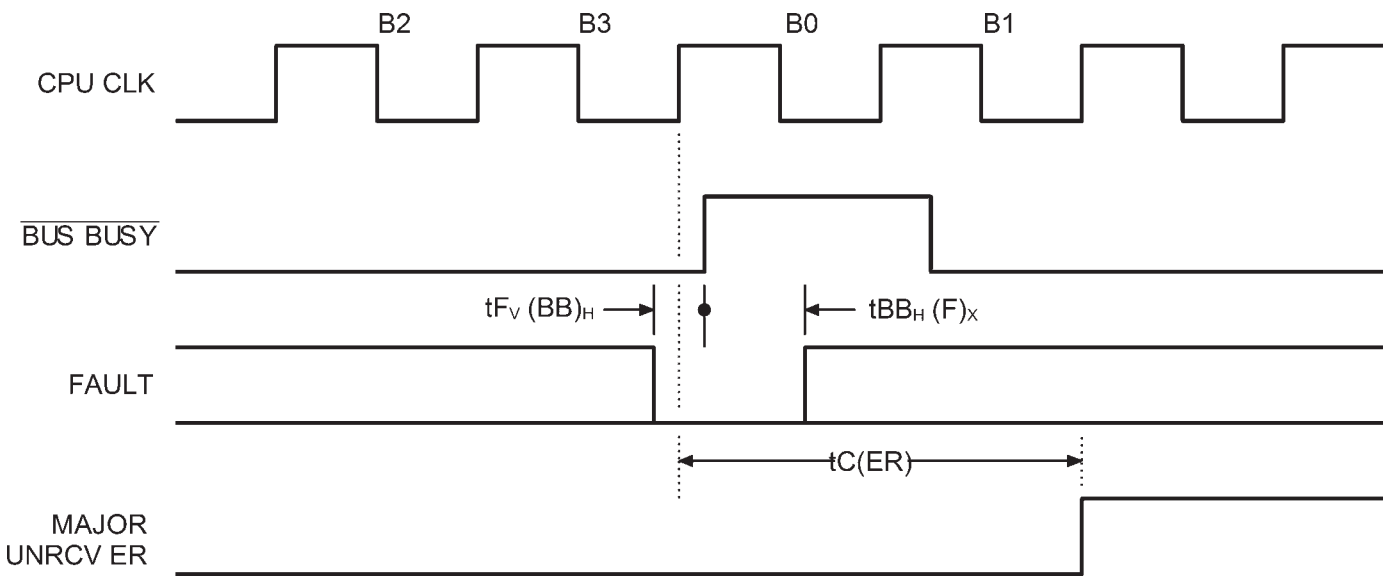 B2 B3 B0 B1
CPU CLK
BUS BUSY
tFV (BB)H
tBBH (F)X
FAULT
tC(ER)
MAJOR
UNRCV ER